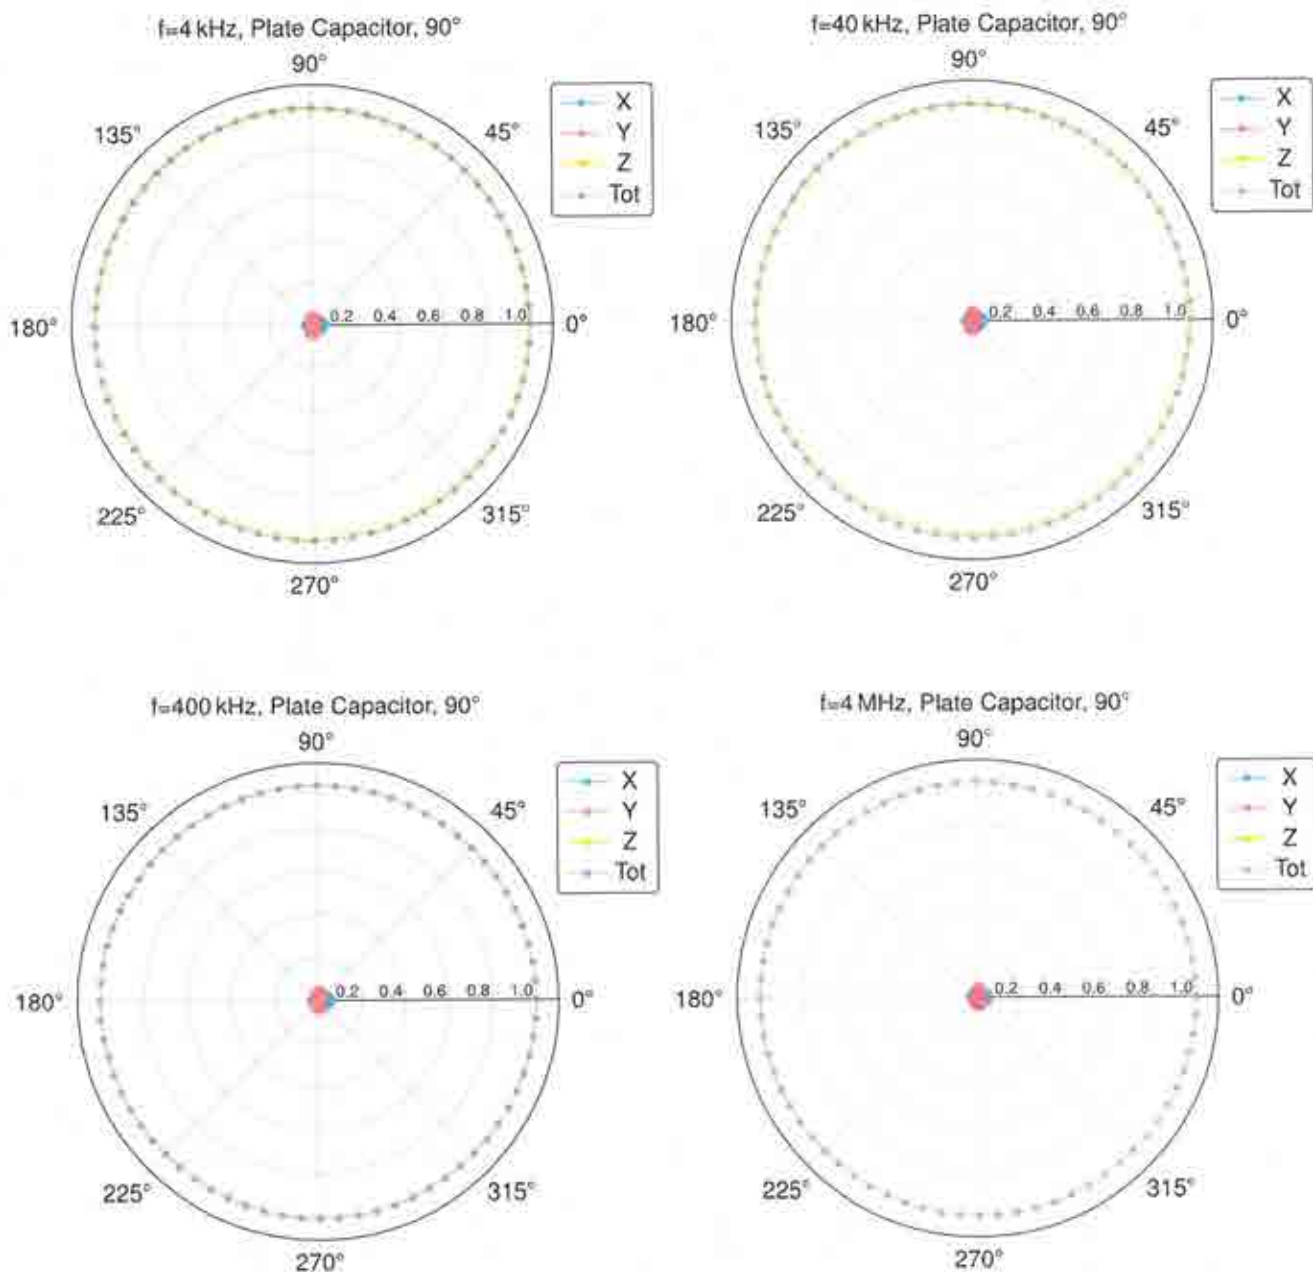 f=4 kHz, Plate Capacitor, 90°
90°
135°
45°
180°
0.2 0.4 0.6 0.8 1.0
0°
225°
315°
270°
X
Y
Z
Tot
f=40 kHz, Plate Capacitor, 90°
90°
135°
45°
180°
0.2 0.4 0.6 0.8 1.0
0°
225°
315°
270°
X
Y
Z
Tot
f=400 kHz, Plate Capacitor, 90°
90°
135°
45°
180°
0.2 0.4 0.6 0.8 1.0
0°
225°
315°
270°
X
Y
Z
Tot
f=4 MHz, Plate Capacitor, 90°
90°
135°
45°
180°
0.2 0.4 0.6 0.8 1.0
0°
225°
315°
270°
X
Y
Z
Tot